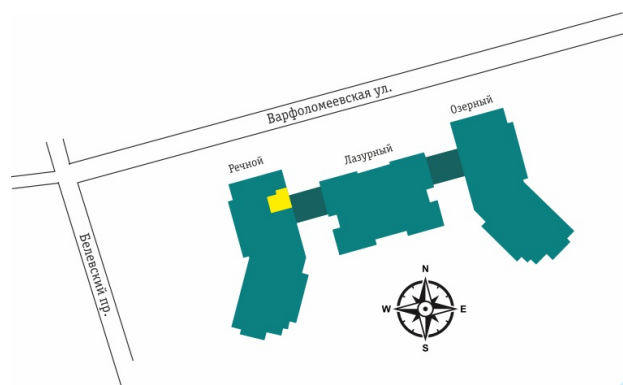 Варфоломеевская ул.
Озерный
Лазурный
Речной
Белевский пр.
N
W
E
S